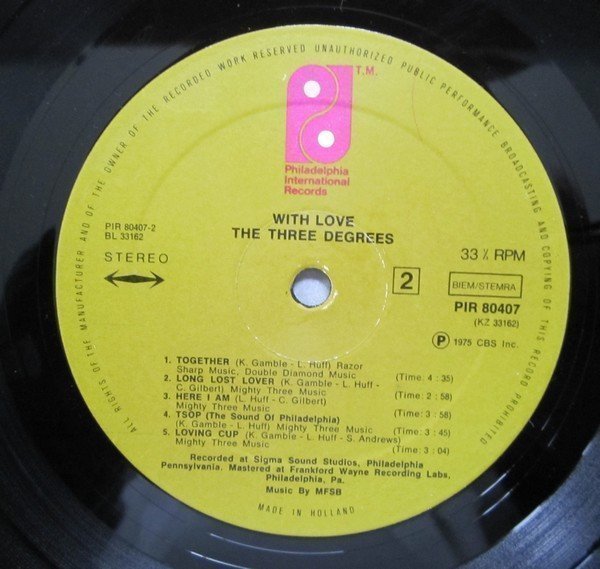 ALL RIGHTS OF THE MANUFACTURER AND OF THE OWNER OF THE RECORDED WORK RESERVED UNAUTHORIZED PUBLIC PERFORMANCE BROADCASTING AND COPYING OF THIS RECORD PROHIBITED
T.M.
Philadelphia
International
Records
WITH LOVE
THE THREE DEGREES
PIR 80407-2
BL 33162
STEREO
33⅓ RPM
2
BIEM/STEMRA
PIR 80407
(KZ 33162)
Ⓟ 1975 CBS Inc.
1. TOGETHER (K. Gamble - L. Huff) Razor
Sharp Music, Double Diamond Music (Time: 4 : 35)
2. LONG LOST LOVER (K. Gamble - L. Huff -
C. Gilbert) Mighty Three Music (Time : 2 : 58)
3. HERE I AM (L. Huff - C. Gilbert)
Mighty Three Music (Time : 3 : 58)
4. TSOP (The Sound Of Philadelphia)
(K. Gamble - L. Huff) Mighty Three Music (Time : 3 : 45)
5. LOVING CUP (K. Gamble - L. Huff - S. Andrews)
Mighty Three Music (Time : 3 : 04)
Recorded at Sigma Sound Studios, Philadelphia
Pennsylvania. Mastered at Frankford Wayne Recording Labs,
Philadelphia, Pa.
Music By MFSB
MADE IN HOLLAND